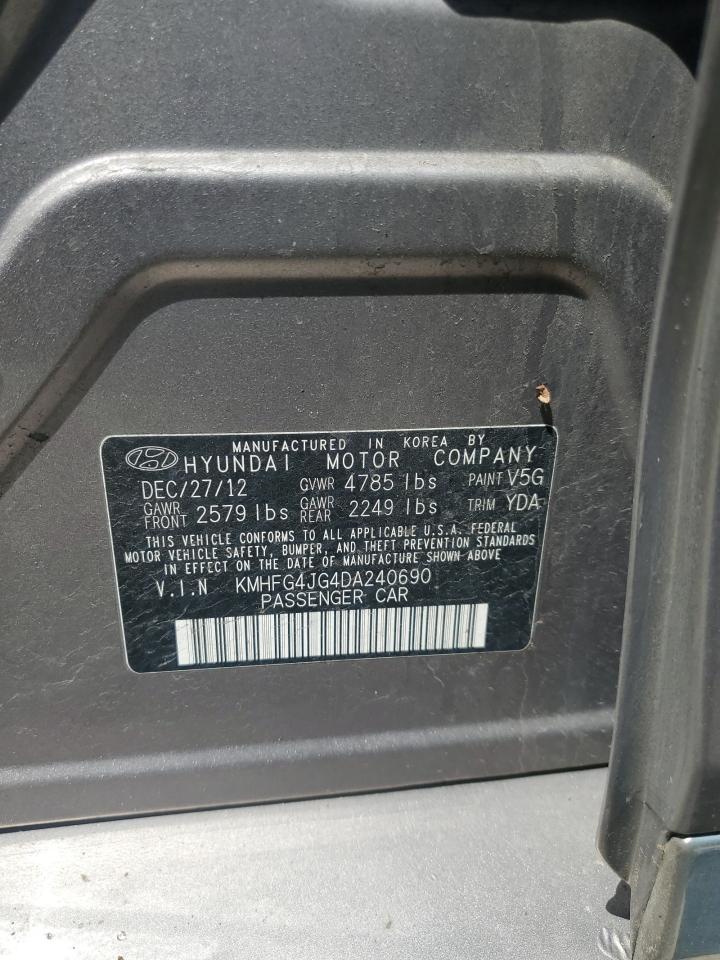 MANUFACTURED IN KOREA BY
HYUNDAI MOTOR COMPANY
DEC/27/12 GVWR 4785 lbs PAINT V5G
GAWR FRONT 2579 lbs GAWR REAR 2249 lbs TRIM YDA
THIS VEHICLE CONFORMS TO ALL APPLICABLE U.S.A. FEDERAL
MOTOR VEHICLE SAFETY, BUMPER, AND THEFT PREVENTION STANDARDS
IN EFFECT ON THE DATE OF MANUFACTURE SHOWN ABOVE
V.I.N KMHFG4JG4DA240690
PASSENGER CAR